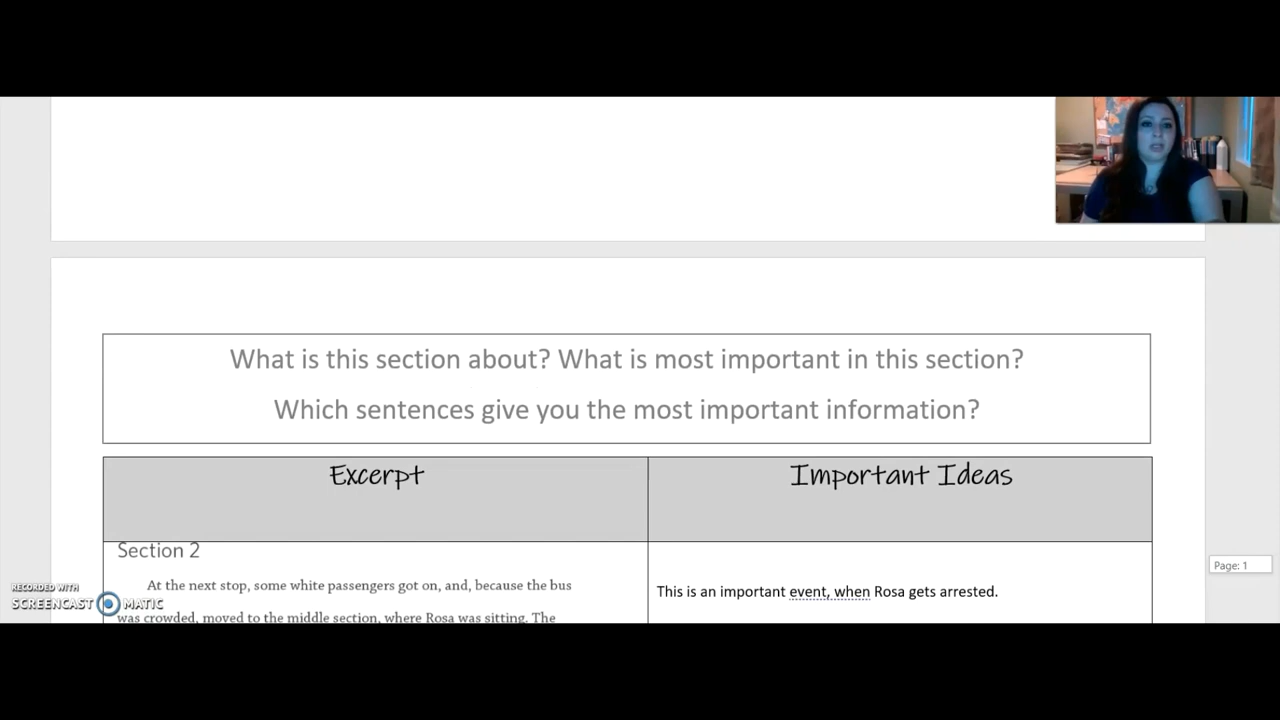 What is this section about? What is most important in this section?
Which sentences give you the most important information?
Excerpt
Important Ideas
Section 2
At the next stop, some white passengers got on, and, because the bus
was crowded, moved to the middle section, where Rosa was sitting. The
This is an important event, when Rosa gets arrested.
Page: 1
RECORDED WITH
SCREENCAST MATIC